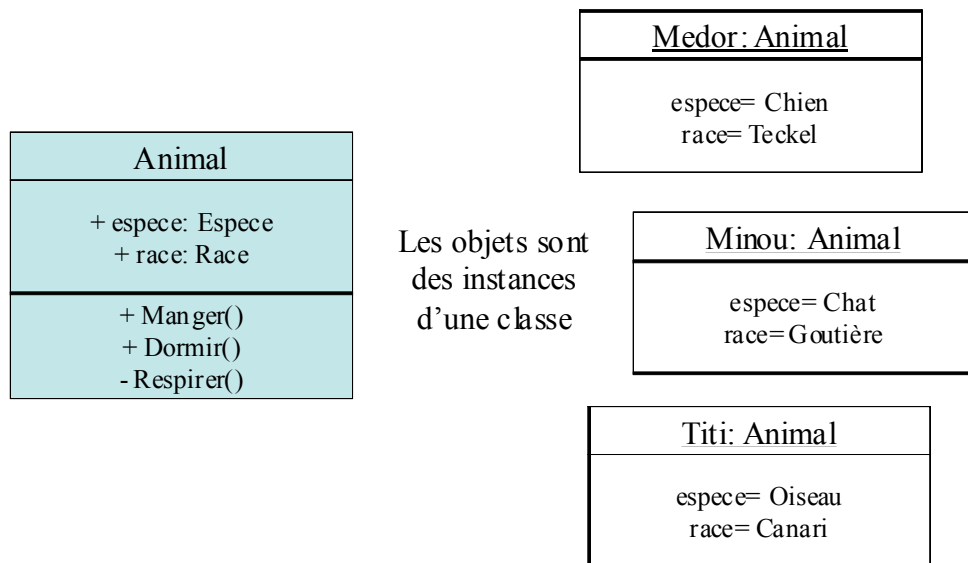 Animal
+ espece: Espece
+ race: Race
+ Manger()
+ Dormir()
- Respirer()
Les objets sont
des instances
d’une classe
Medor: Animal
espece= Chien
race= Teckel
Minou: Animal
espece= Chat
race= Goutière
Titi: Animal
espece= Oiseau
race= Canari